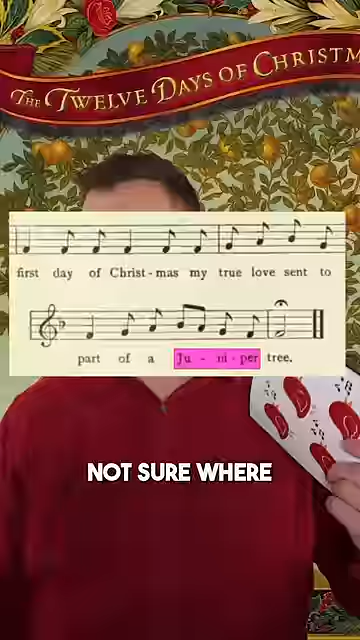 THE TWELVE DAYS OF CHRISTM
first day of Christ-mas my true love sent to
part of a Ju - ni - per tree.
NOT SURE WHERE